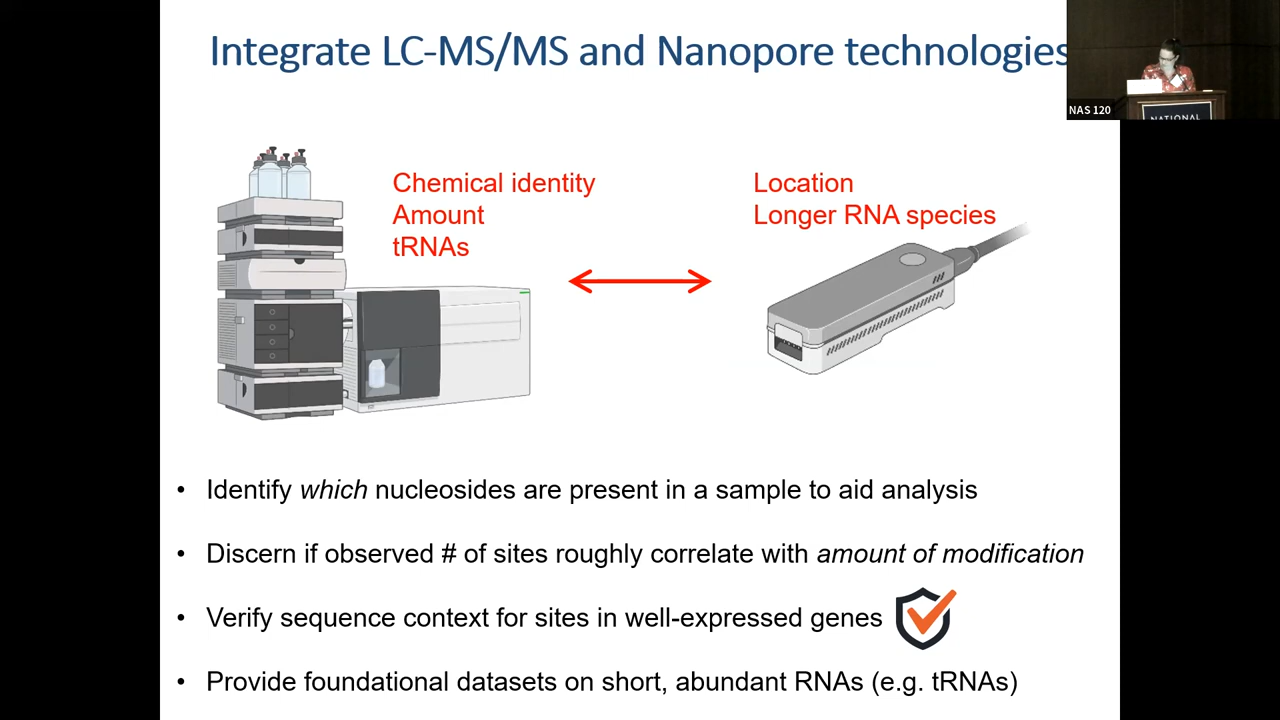 Integrate LC-MS/MS and Nanopore technologies
NAS 120
NATIONAL
Chemical identity
Amount
tRNAs
Location
Longer RNA species
• Identify which nucleosides are present in a sample to aid analysis
• Discern if observed # of sites roughly correlate with amount of modification
• Verify sequence context for sites in well-expressed genes
• Provide foundational datasets on short, abundant RNAs (e.g. tRNAs)